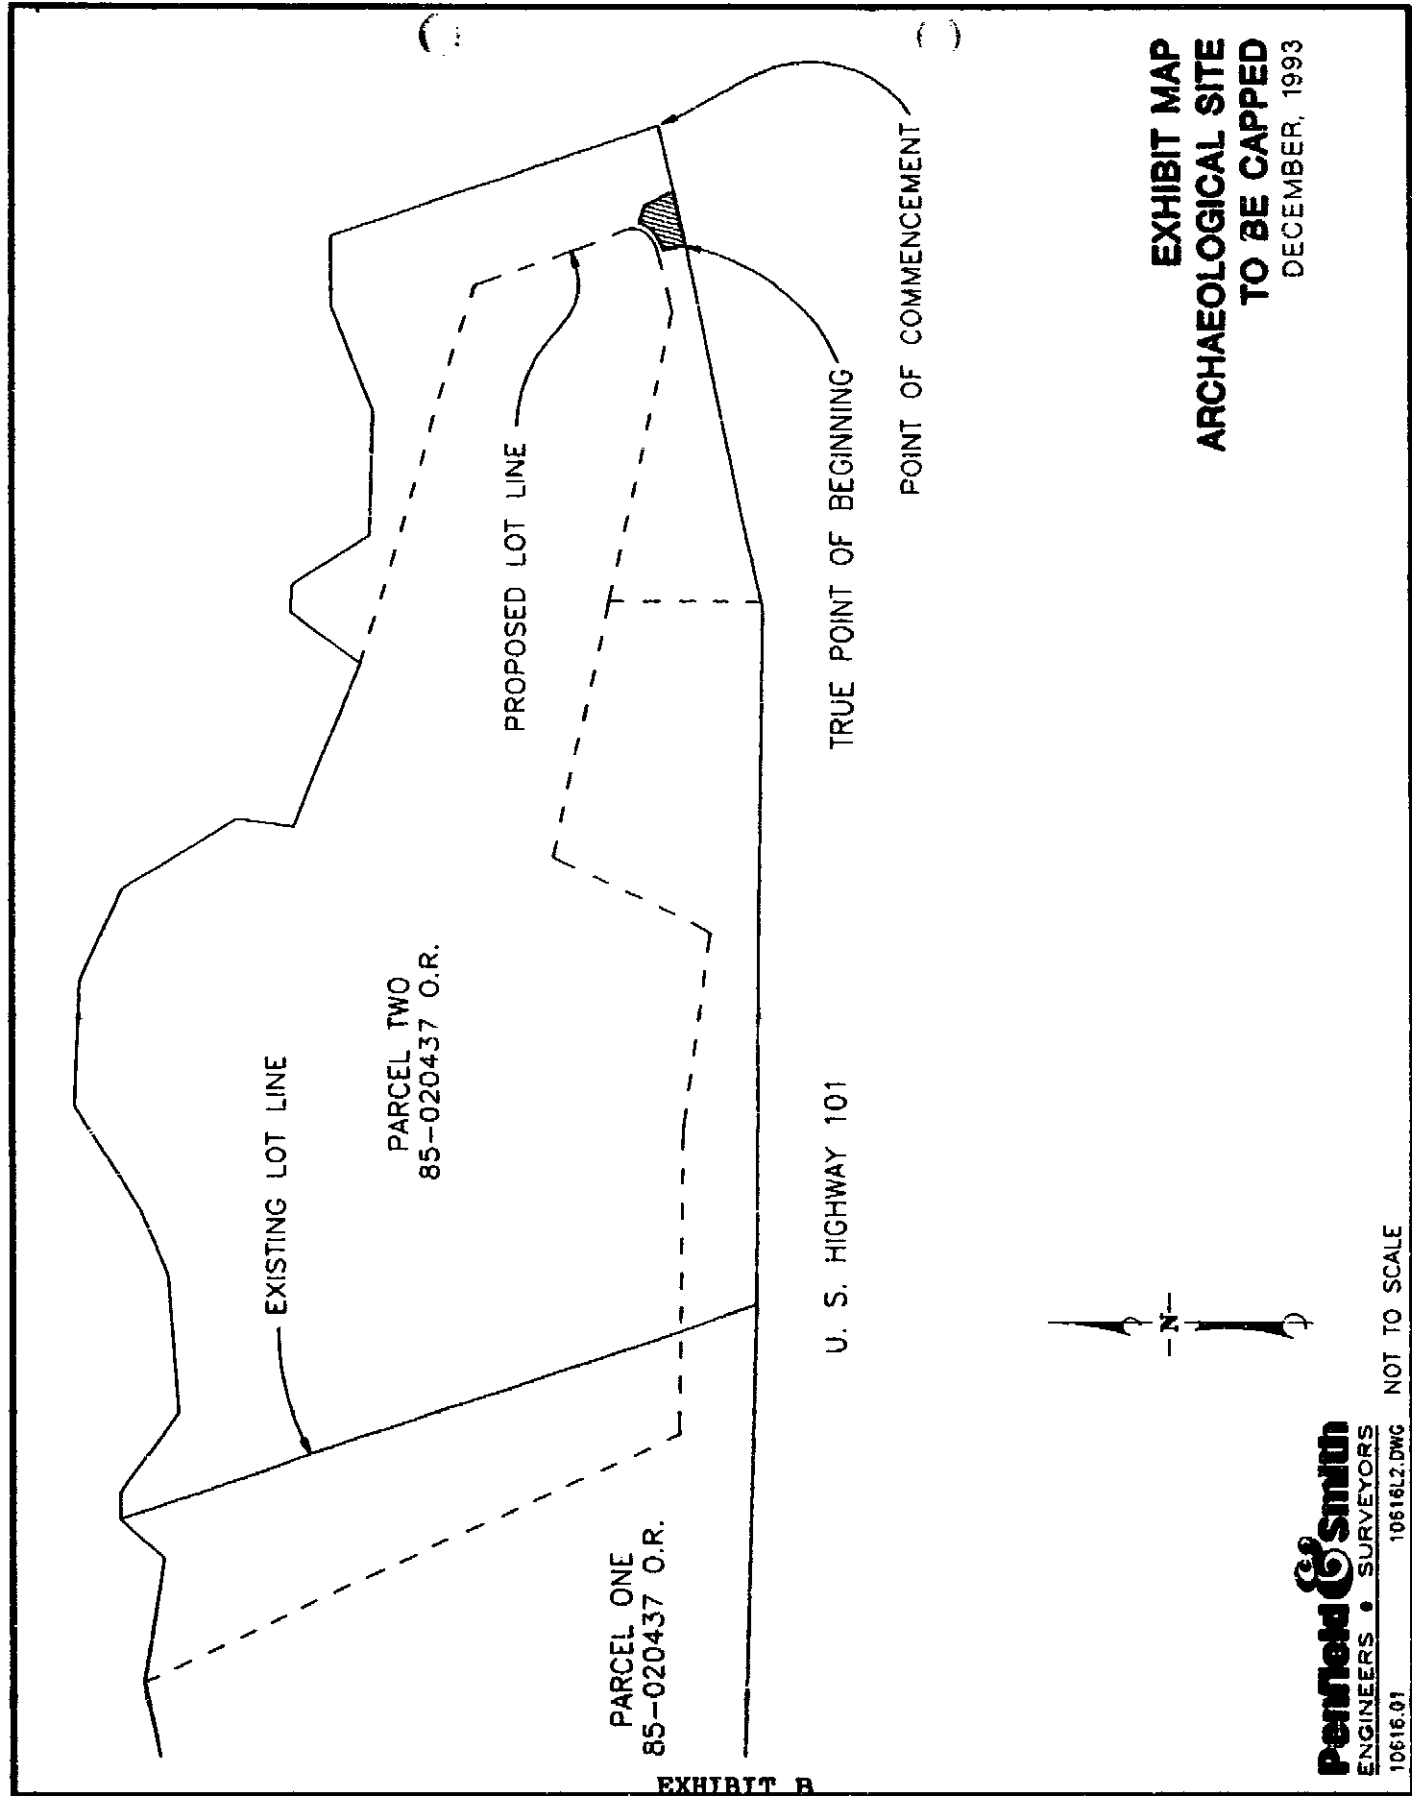 EXHIBIT MAP
ARCHAEOLOGICAL SITE
TO BE CAPPED
DECEMBER, 1993
EXISTING LOT LINE
PARCEL TWO
85-020437 O.R.
PROPOSED LOT LINE
PARCEL ONE
85-020437 O.R.
U. S. HIGHWAY 101
TRUE POINT OF BEGINNING
POINT OF COMMENCEMENT
-N-
Penfield & Smith
ENGINEERS • SURVEYORS
10616.01 10616L2.DWG NOT TO SCALE
EXHIBIT B